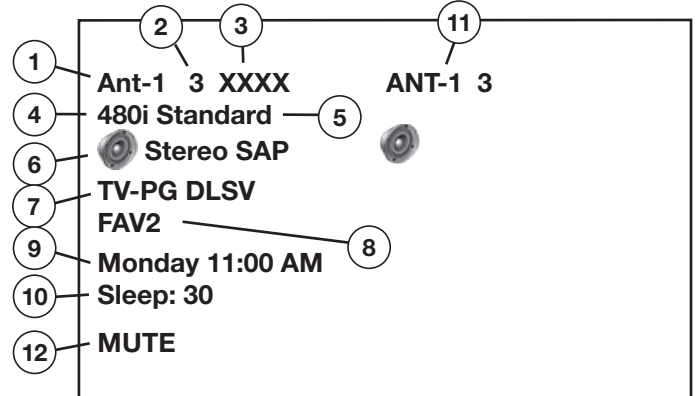 2 3 11
1 Ant-1 3 XXXX ANT-1 3
4 480i Standard 5
6 Stereo SAP
7 TV-PG DLSV
FAV2 8
9 Monday 11:00 AM
10 Sleep: 30
12 MUTE